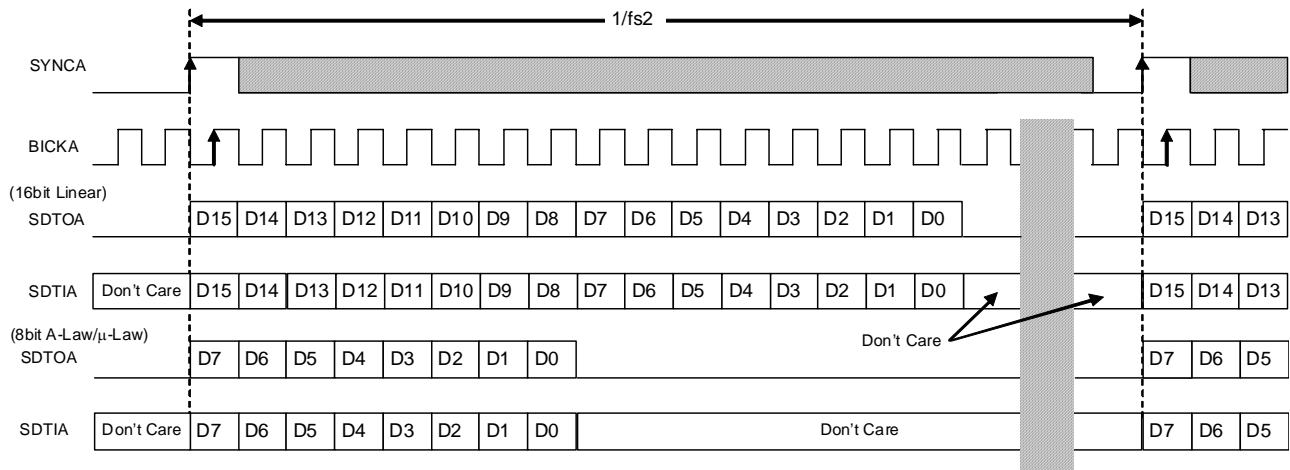 1/fs2
SYNCA
BICKA
(16bit Linear)
SDTOA D15 D14 D13 D12 D11 D10 D9 D8 D7 D6 D5 D4 D3 D2 D1 D0 D15 D14 D13
SDTIA Don't Care D15 D14 D13 D12 D11 D10 D9 D8 D7 D6 D5 D4 D3 D2 D1 D0 D15 D14 D13
Don't Care
(8bit A-Law/μ-Law)
SDTOA D7 D6 D5 D4 D3 D2 D1 D0 D7 D6 D5
SDTIA Don't Care D7 D6 D5 D4 D3 D2 D1 D0 Don't Care D7 D6 D5